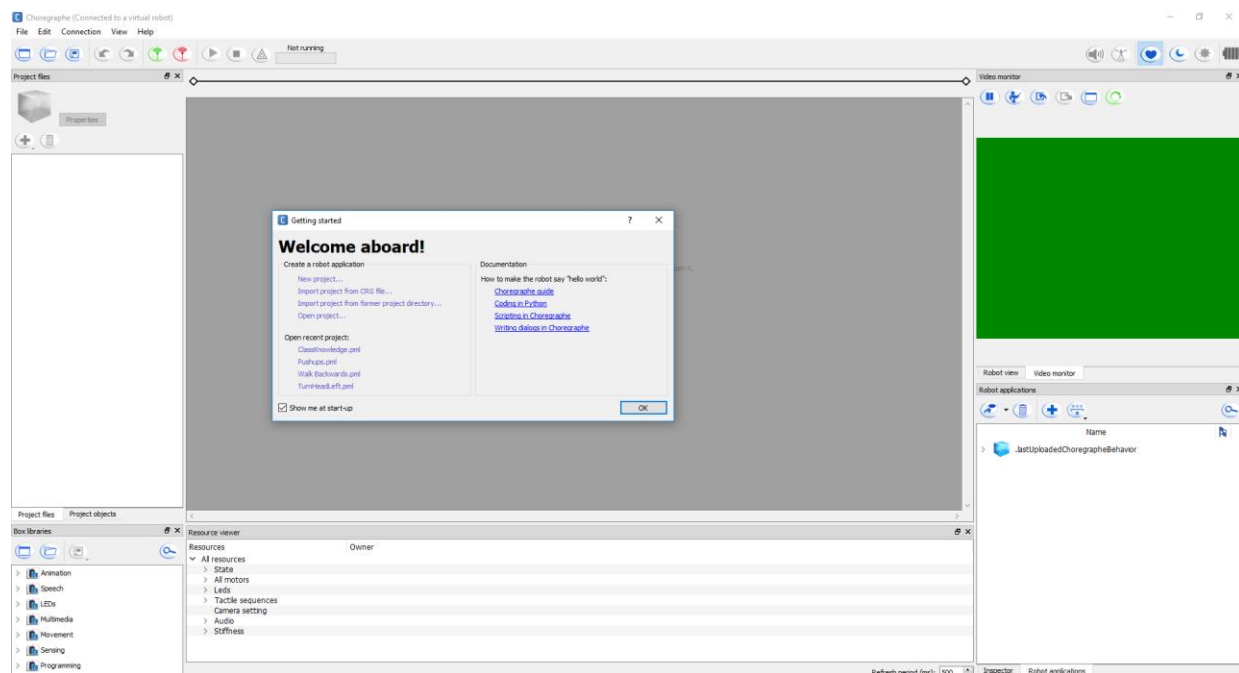 Choregraphe (Connected to a virtual robot)
File Edit Connection View Help
Not running
Project files
Properties
Video monitor
Getting started
Welcome aboard!
Create a robot application
New project...
Import project from CRG file...
Import project from former project directory...
Open project...
Open recent project:
ClassKnowledge.pml
Pushups.pml
Walk Backwards.pml
TurnHeadLeft.pml
Show me at start-up
Documentation
How to make the robot say "hello world":
Choregraphe guide
Coding in Python
Scripting in Choregraphe
Writing dialogs in Choregraphe
OK
Robot view Video monitor
Robot applications
Name
.lastUploadedChoregrapheBehavior
Project files Project objects
Box libraries
Animation
Speech
LEDs
Multimedia
Movement
Sensing
Programming
Resource viewer
Resources Owner
All resources
State
All motors
Leds
Tactile sequences
Camera setting
Audio
Stiffness
Refresh period (ms): 500
Inspector Robot applications